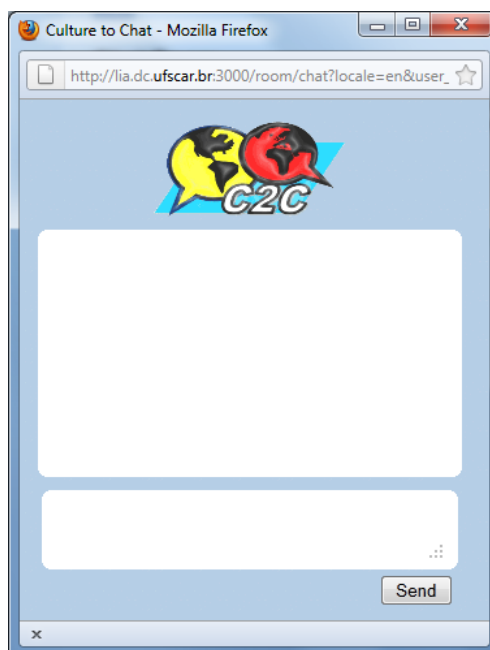 Culture to Chat - Mozilla Firefox
http://lia.dc.ufscar.br:3000/room/chat?locale=en&user_
C2C
Send